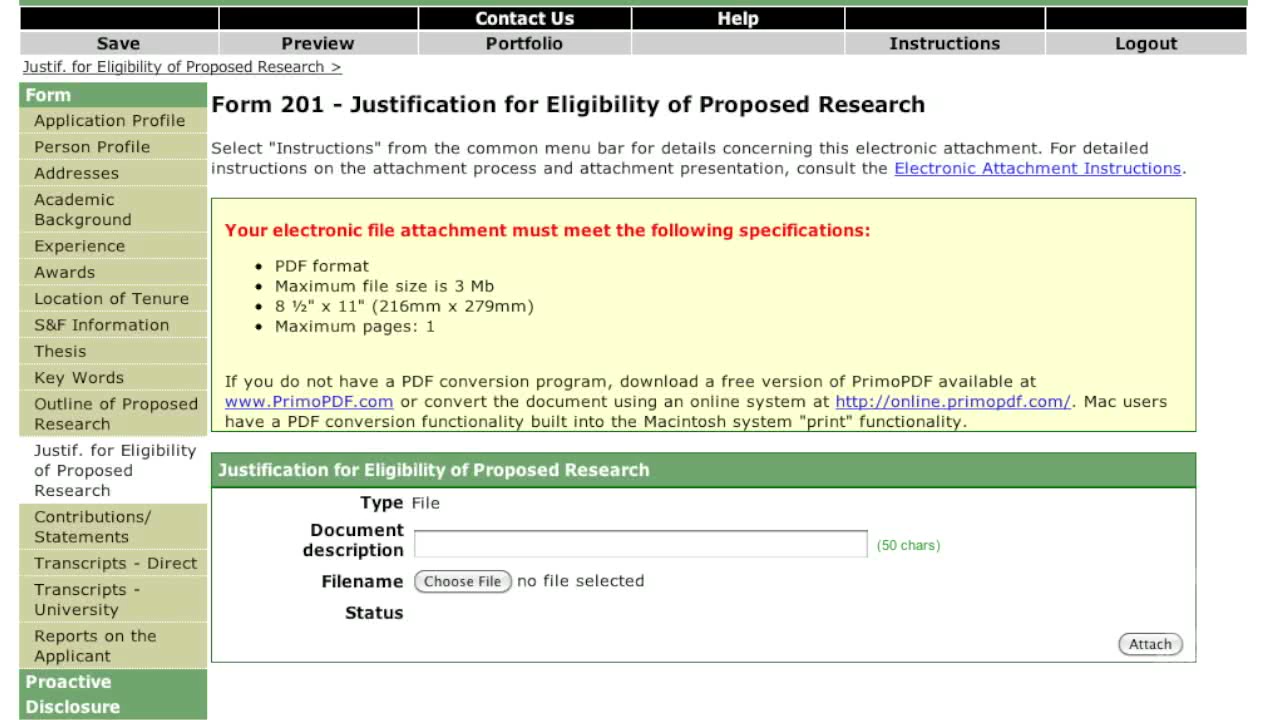 Contact Us Help
Save Preview Portfolio Instructions Logout
Justif. for Eligibility of Proposed Research >
Form
Application Profile
Person Profile
Addresses
Academic
Background
Experience
Awards
Location of Tenure
S&F Information
Thesis
Key Words
Outline of Proposed
Research
Justif. for Eligibility
of Proposed
Research
Contributions/
Statements
Transcripts - Direct
Transcripts -
University
Reports on the
Applicant
Proactive
Disclosure
Form 201 - Justification for Eligibility of Proposed Research
Select "Instructions" from the common menu bar for details concerning this electronic attachment. For detailed
instructions on the attachment process and attachment presentation, consult the Electronic Attachment Instructions.
Your electronic file attachment must meet the following specifications:
• PDF format
• Maximum file size is 3 Mb
• 8 ½" x 11" (216mm x 279mm)
• Maximum pages: 1
If you do not have a PDF conversion program, download a free version of PrimoPDF available at
www.PrimoPDF.com or convert the document using an online system at http://online.primopdf.com/. Mac users
have a PDF conversion functionality built into the Macintosh system "print" functionality.
Justification for Eligibility of Proposed Research
Type File
Document
description (50 chars)
Filename Choose File no file selected
Status
Attach